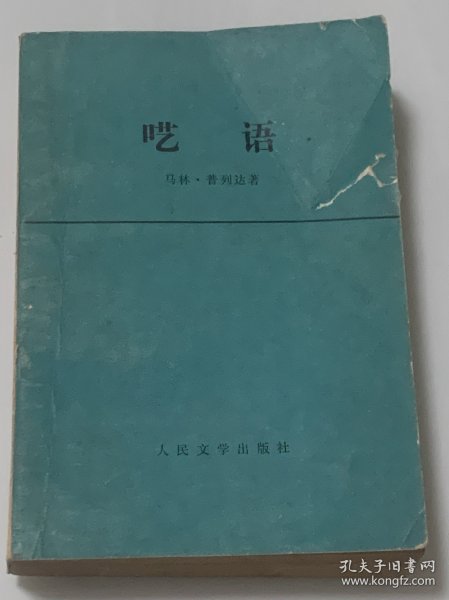 呓 语
马林·普列达著
人民文学出版社
孔夫子旧书网
www.kongfz.com